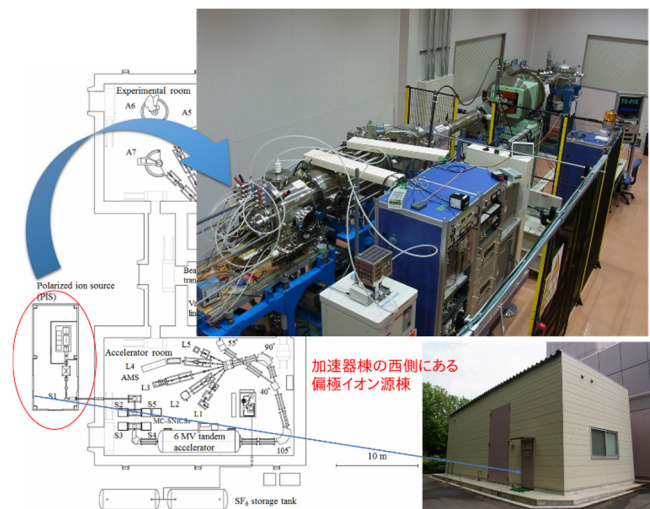 Experimental room
A6
A5
A7
Polarized ion source
(PIS)
Accelerator room
55˚
90˚
L5
L4
AMS
L3
L2
L1
40˚
S1
S2
S5
MC-SNICSs
S3
S4
6 MV tandem
accelerator
105˚
10 m
SF6 storage tank
加速器棟の西側にある
偏極イオン源棟